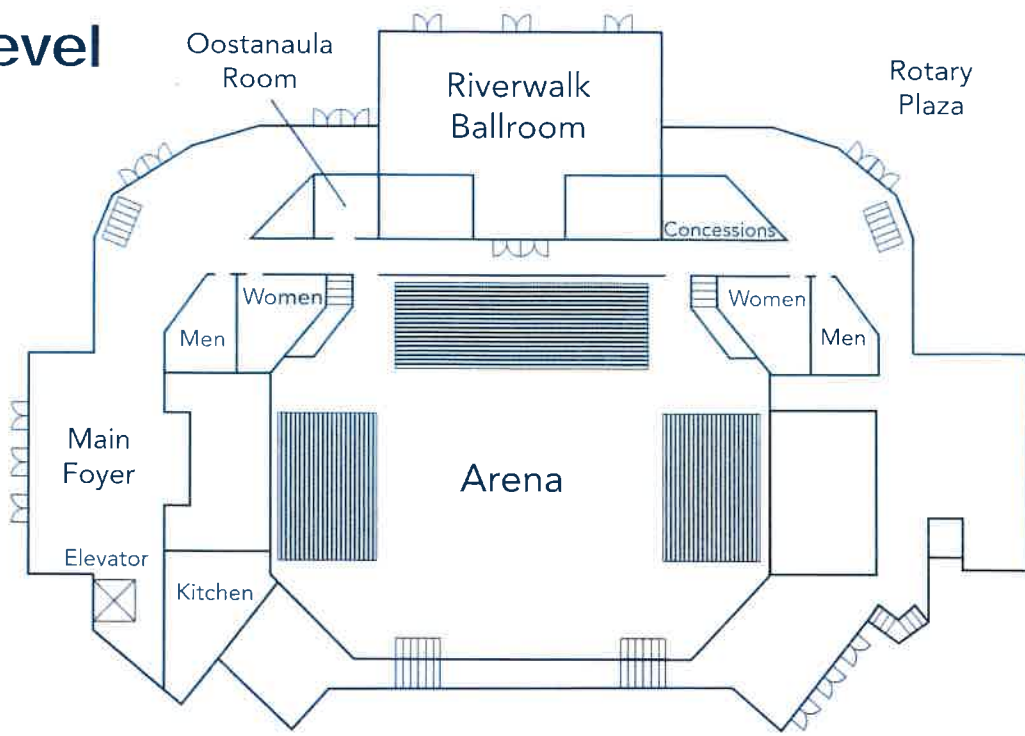 evel
Oostanaula
Room
Riverwalk
Ballroom
Rotary
Plaza
Concessions
Women
Men
Women
Men
Main
Foyer
Arena
Elevator
Kitchen